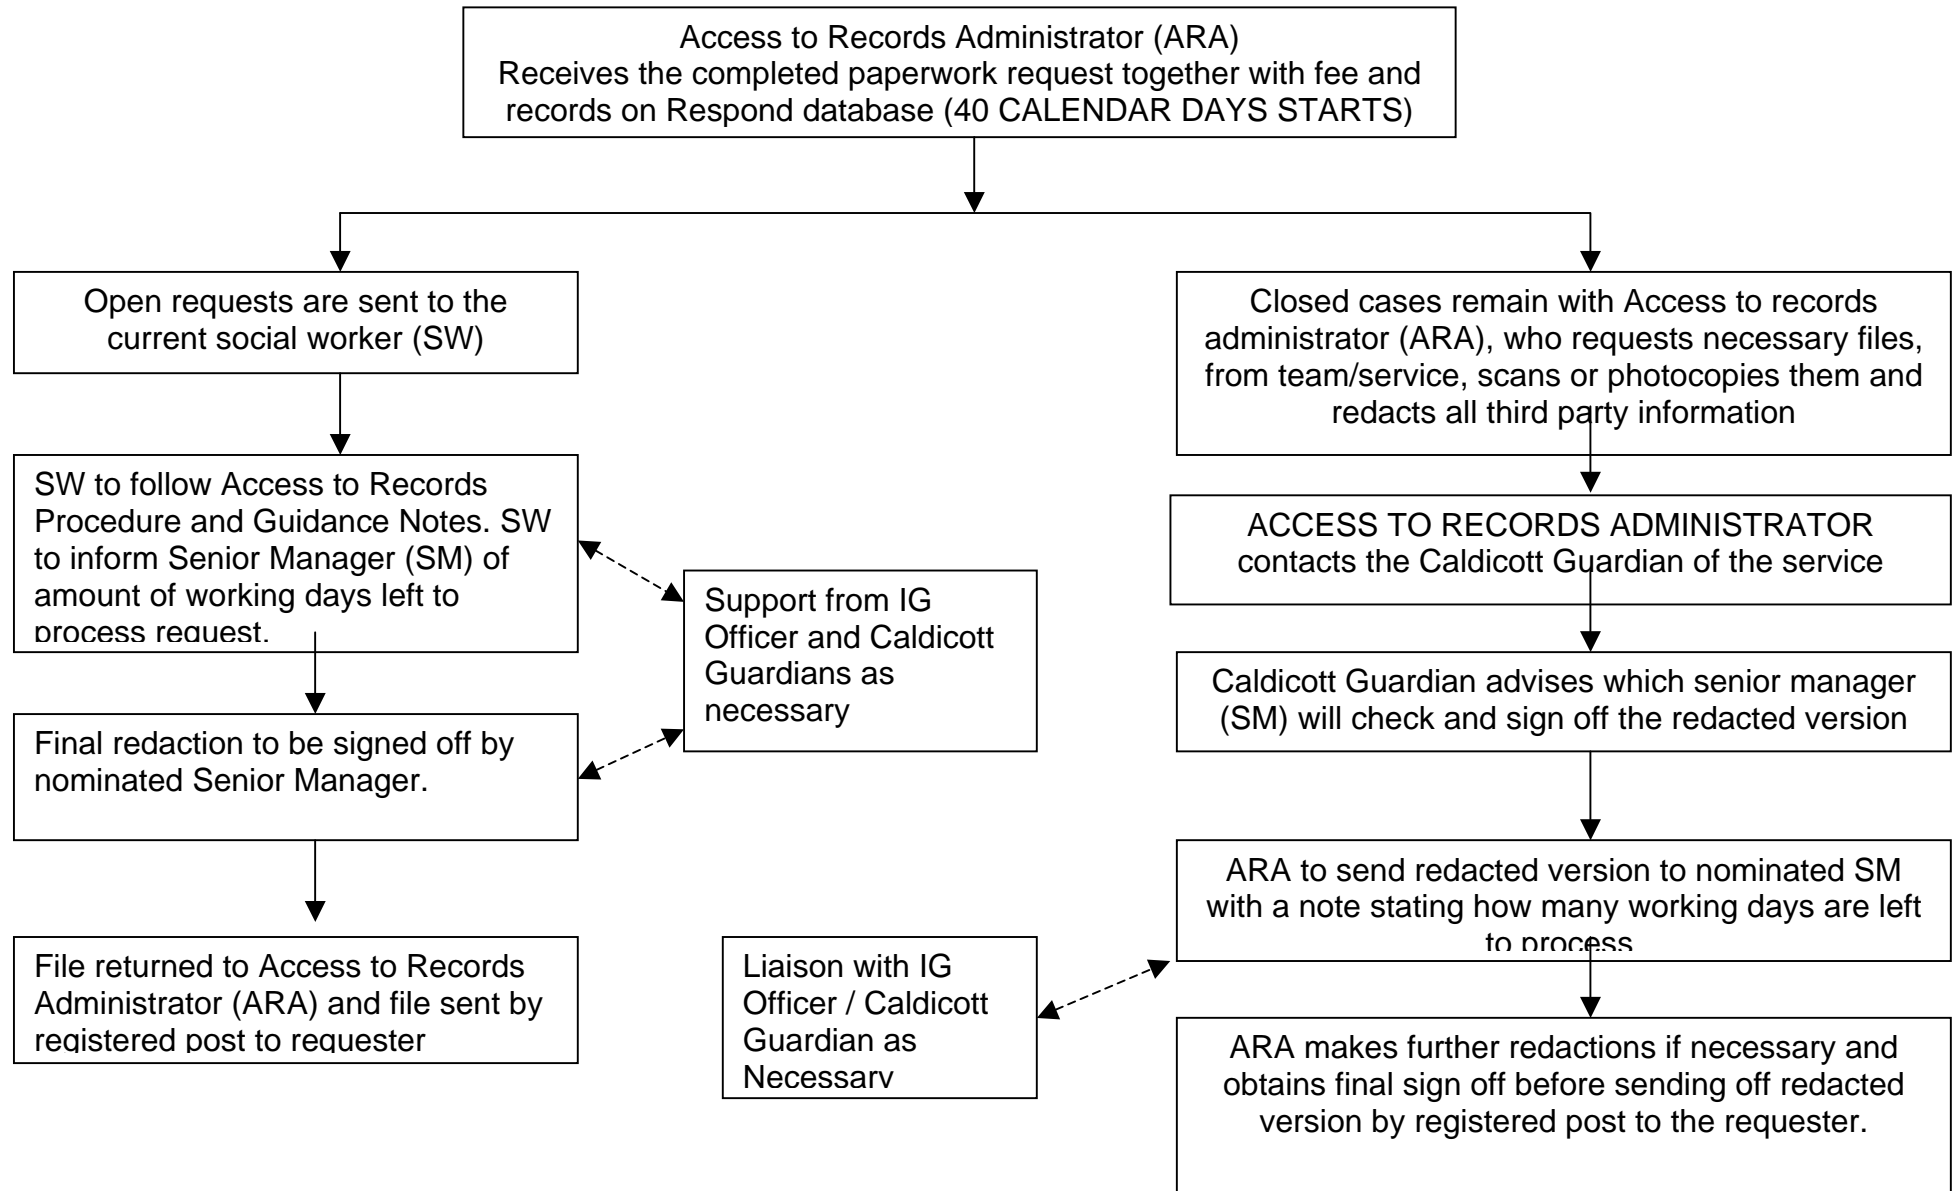 Access to Records Administrator (ARA)
Receives the completed paperwork request together with fee and
records on Respond database (40 CALENDAR DAYS STARTS)
Open requests are sent to the
current social worker (SW)
SW to follow Access to Records
Procedure and Guidance Notes. SW
to inform Senior Manager (SM) of
amount of working days left to
process request.
Final redaction to be signed off by
nominated Senior Manager.
File returned to Access to Records
Administrator (ARA) and file sent by
registered post to requester
Support from IG
Officer and Caldicott
Guardians as
necessary
Liaison with IG
Officer / Caldicott
Guardian as
Necessary
Closed cases remain with Access to records
administrator (ARA), who requests necessary files,
from team/service, scans or photocopies them and
redacts all third party information
ACCESS TO RECORDS ADMINISTRATOR
contacts the Caldicott Guardian of the service
Caldicott Guardian advises which senior manager
(SM) will check and sign off the redacted version
ARA to send redacted version to nominated SM
with a note stating how many working days are left
to process
ARA makes further redactions if necessary and
obtains final sign off before sending off redacted
version by registered post to the requester.